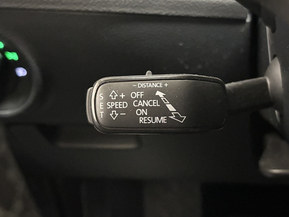 - DISTANCE +
S + OFF
E SPEED CANCEL
ON
T - RESUME